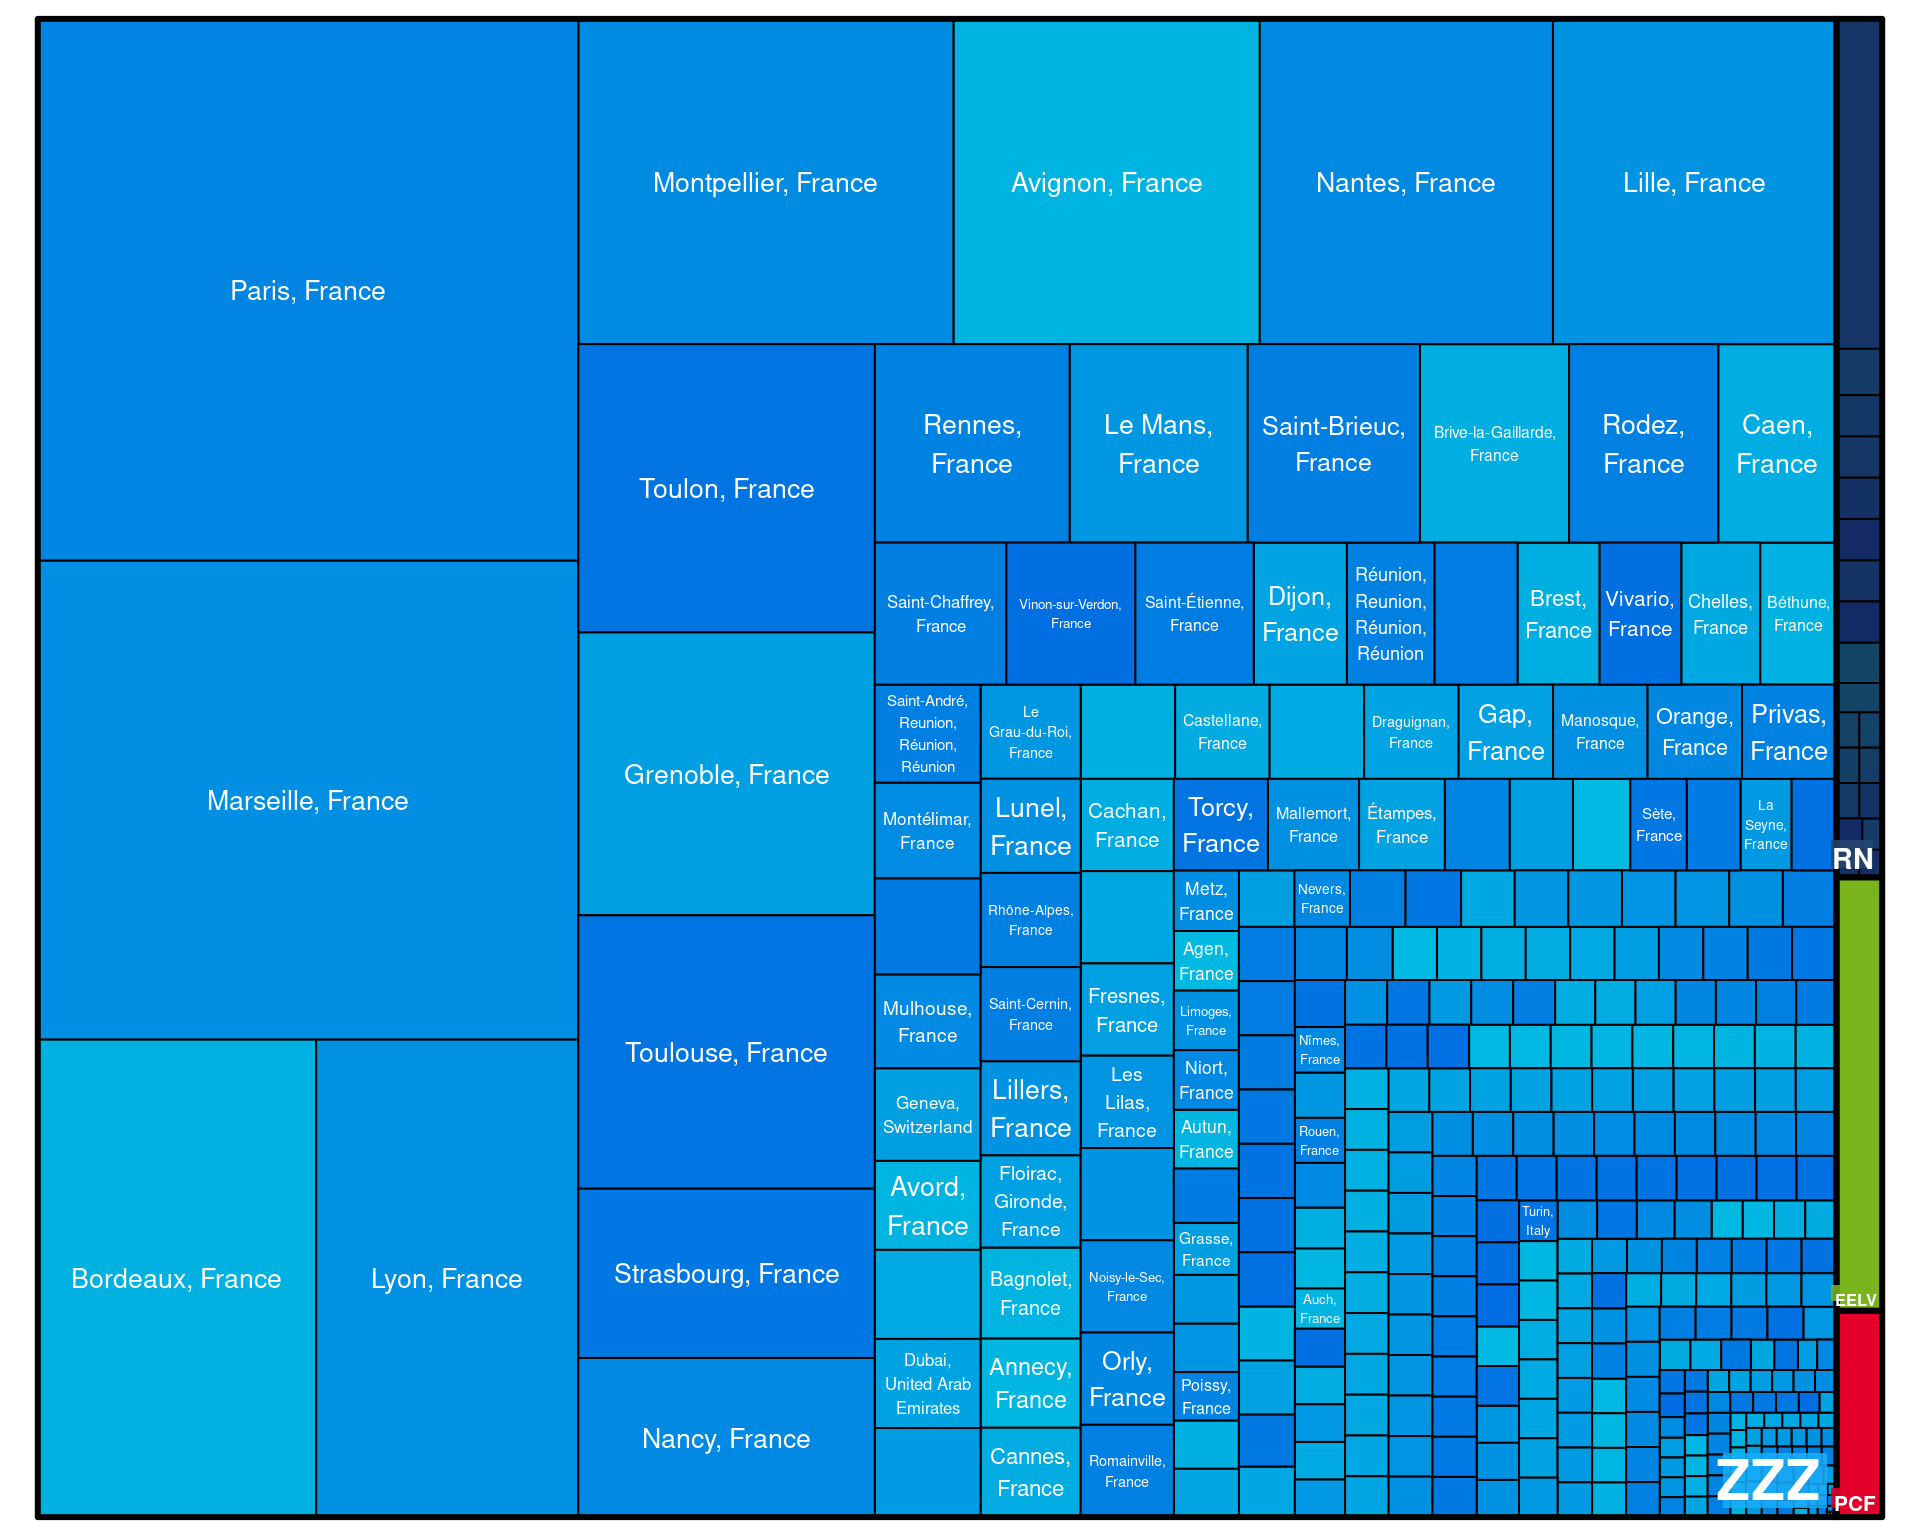 Paris, France
Montpellier, France
Avignon, France
Nantes, France
Lille, France
Toulon, France
Rennes,
France
Le Mans,
France
Saint-Brieuc,
France
Brive-la-Gaillarde,
France
Rodez,
France
Caen,
France
Saint-Chaffrey,
France
Vinon-sur-Verdon,
France
Saint-Étienne,
France
Dijon,
France
Réunion,
Reunion,
Réunion,
Réunion
Brest,
France
Vivario,
France
Chelles,
France
Béthune,
France
Marseille, France
Grenoble, France
Saint-André,
Reunion,
Réunion,
Réunion
Le
Grau-du-Roi,
France
Castellane,
France
Draguignan,
France
Gap,
France
Manosque,
France
Orange,
France
Privas,
France
Montélimar,
France
Lunel,
France
Cachan,
France
Torcy,
France
Mallemort,
France
Étampes,
France
Sète,
France
La
Seyne,
France
RN
Rhône-Alpes,
France
Metz,
France
Nevers,
France
Agen,
France
Toulouse, France
Mulhouse,
France
Saint-Cernin,
France
Fresnes,
France
Limoges,
France
Nîmes,
France
Geneva,
Switzerland
Lillers,
France
Les
Lilas,
France
Niort,
France
Autun,
France
Rouen,
France
Avord,
France
Floirac,
Gironde,
France
Grasse,
France
Turin,
Italy
Bordeaux, France
Lyon, France
Strasbourg, France
Bagnolet,
France
Noisy-le-Sec,
France
Auch,
France
EELV
Nancy, France
Dubai,
United Arab
Emirates
Annecy,
France
Orly,
France
Poissy,
France
Cannes,
France
Romainville,
France
ZZZ
PCF